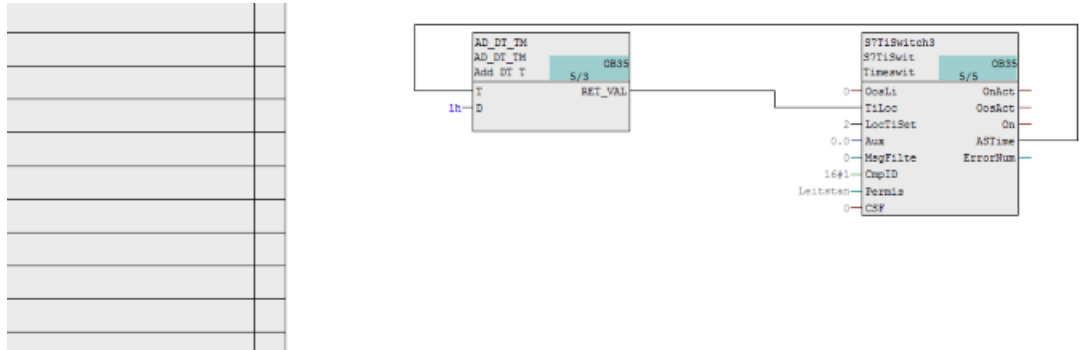 AD_DT_TM
AD_DT_TM
Add DT T
OB35
5/3
T RET_VAL
1h D
S7TiSwitch3
S7TiSwit
Timeswit
OB35
5/5
0 OosLi OnAct
TiLoc OosAct
2 LocTiSet On
0.0 Aux ASTime
0 MsgFilte ErrorNum
16#1 CmpID
Leitstan Permis
0 CSF